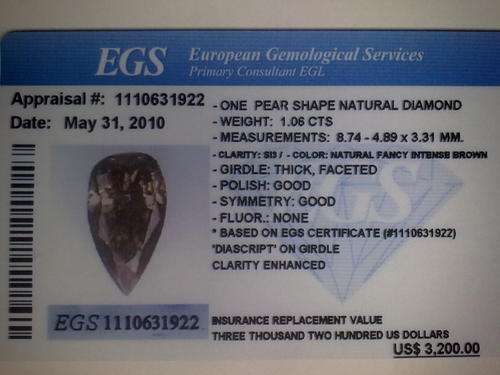 EGS European Gemological Services
Primary Consultant EGL
Appraisal #: 1110631922
Date: May 31, 2010
- ONE PEAR SHAPE NATURAL DIAMOND
- WEIGHT: 1.06 CTS
- MEASUREMENTS: 8.74 - 4.89 x 3.31 MM.
- CLARITY: SI3 / - COLOR: NATURAL FANCY INTENSE BROWN
- GIRDLE: THICK, FACETED
- POLISH: GOOD
- SYMMETRY: GOOD
- FLUOR.: NONE
* BASED ON EGS CERTIFICATE (#1110631922)
'DIASCRIPT' ON GIRDLE
CLARITY ENHANCED
EGS
EGS 1110631922
INSURANCE REPLACEMENT VALUE
THREE THOUSAND TWO HUNDRED US DOLLARS
US$ 3,200.00